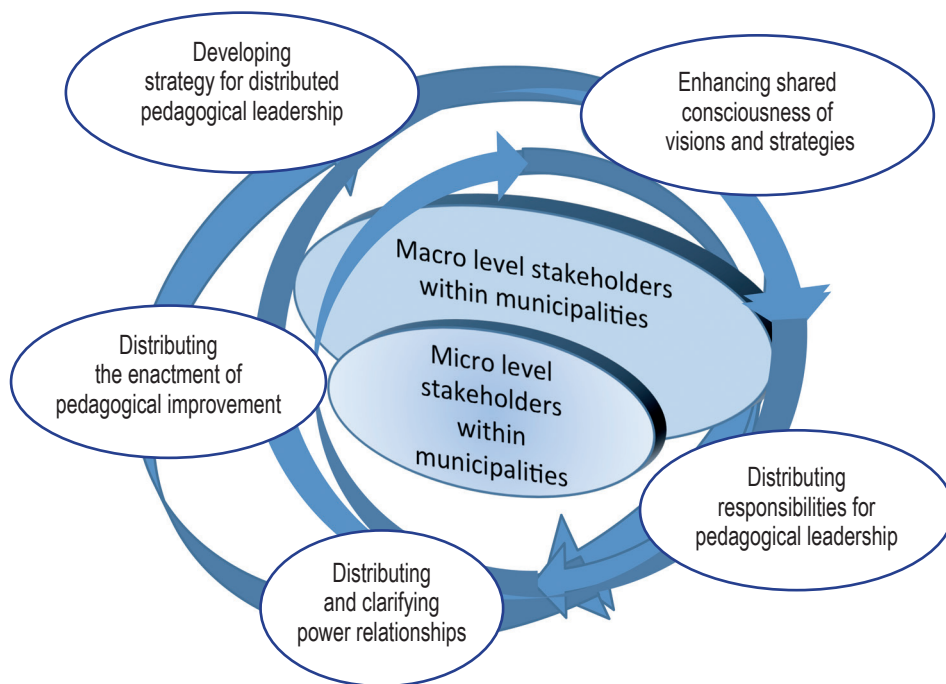 Developing
strategy for distributed
pedagogical leadership
Enhancing shared
consciousness of
visions and strategies
Macro level stakeholders
within municipalities
Micro level
stakeholders
within
municipalities
Distributing
the enactment of
pedagogical improvement
Distributing
responsibilities for
pedagogical leadership
Distributing
and clarifying
power relationships